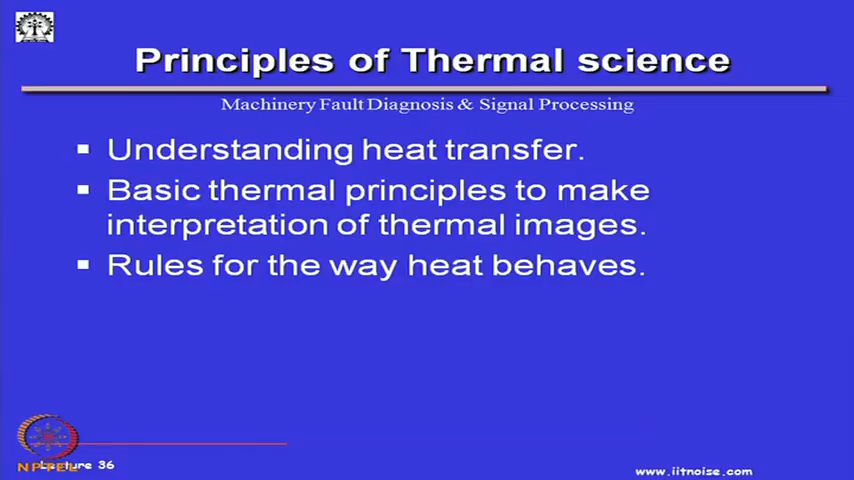 Principles of Thermal science
Machinery Fault Diagnosis & Signal Processing
▪ Understanding heat transfer.
▪ Basic thermal principles to make
interpretation of thermal images.
▪ Rules for the way heat behaves.
NPTEL
Lecture 36
www.iitnoise.com